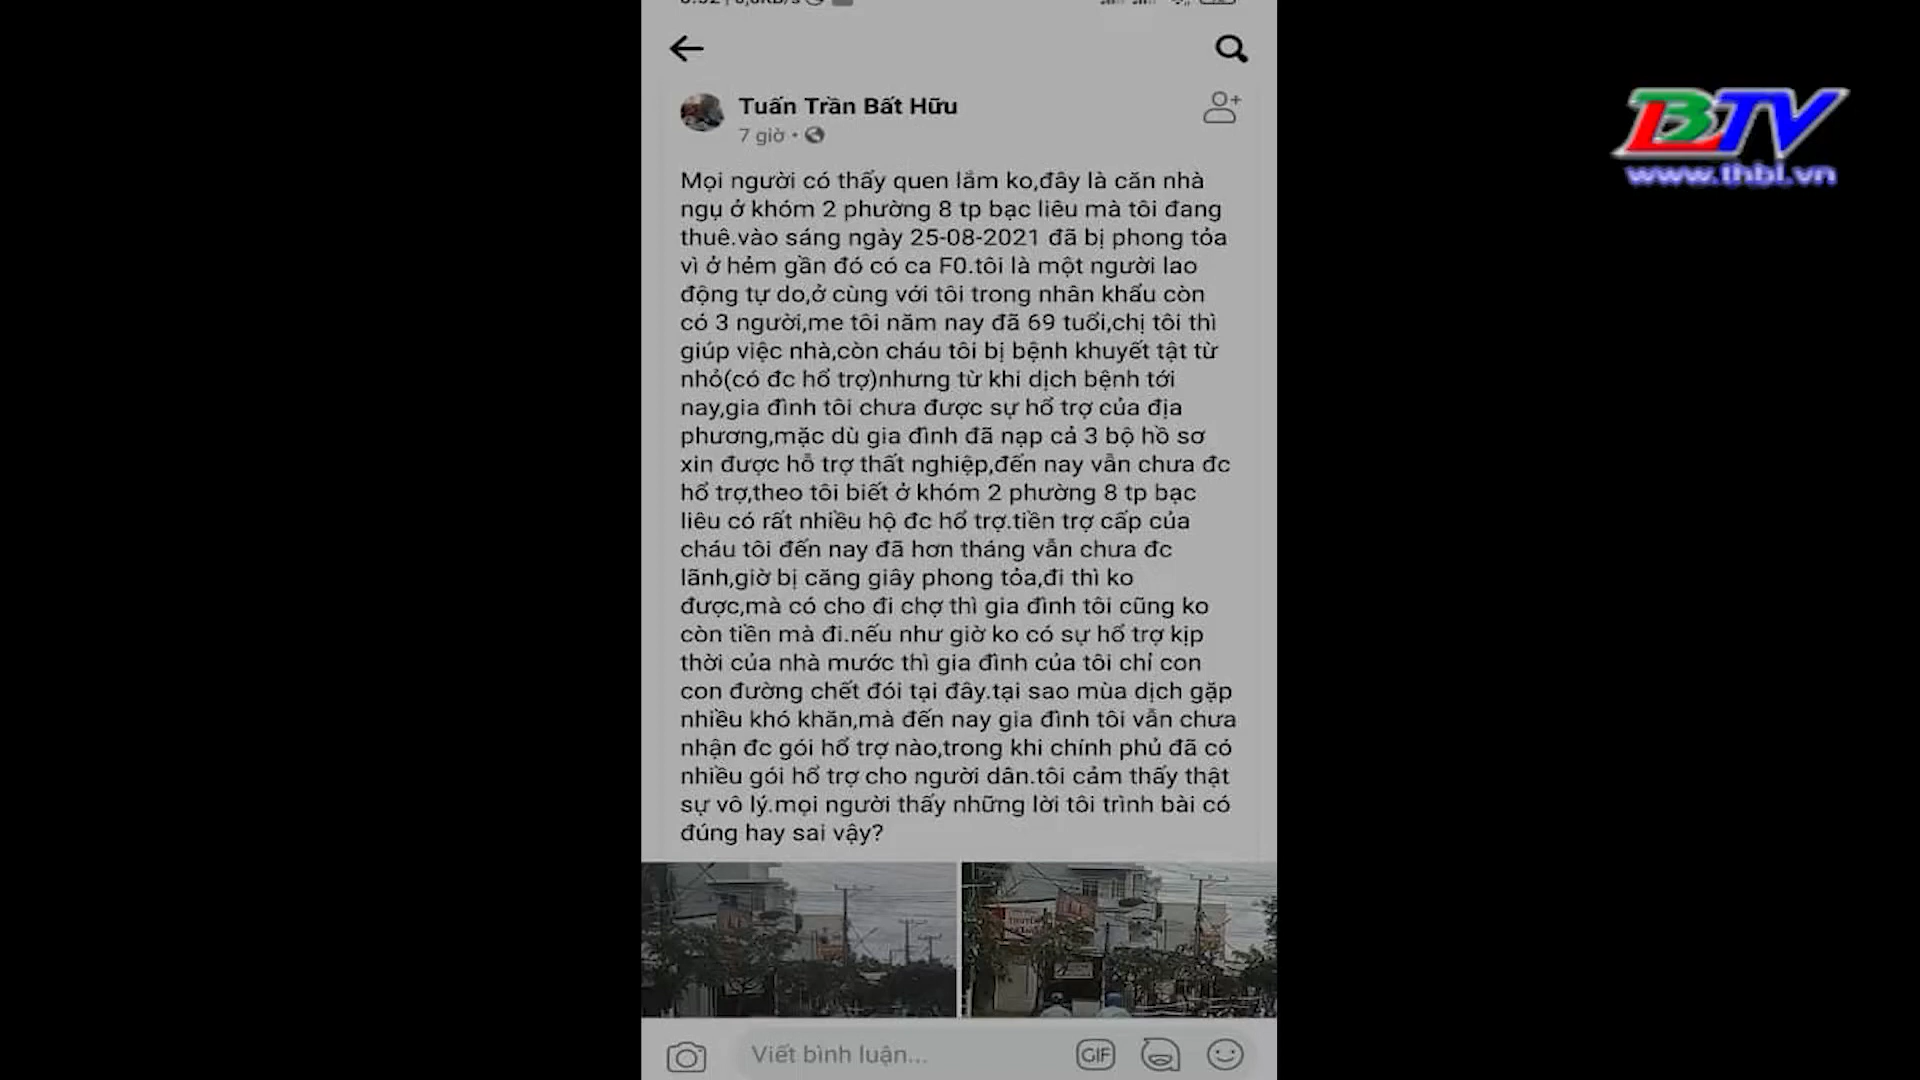 BTV
www.thbl.vn
Tuấn Trần Bất Hữu
7 giờ
Mọi người có thấy quen lắm ko,đây là căn nhà
ngụ ở khóm 2 phường 8 tp bạc liêu mà tôi đang
thuê.vào sáng ngày 25-08-2021 đã bị phong tỏa
vì ở hẻm gần đó có ca F0.tôi là một người lao
động tự do,ở cùng với tôi trong nhân khẩu còn
có 3 người,me tôi năm nay đã 69 tuổi,chị tôi thì
giúp việc nhà,còn cháu tôi bị bệnh khuyết tật từ
nhỏ(có đc hổ trợ)nhưng từ khi dịch bệnh tới
nay,gia đình tôi chưa được sự hổ trợ của địa
phương,mặc dù gia đình đã nạp cả 3 bộ hồ sơ
xin được hỗ trợ thất nghiệp,đến nay vẫn chưa đc
hổ trợ,theo tôi biết ở khóm 2 phường 8 tp bạc
liêu có rất nhiều hộ đc hổ trợ.tiền trợ cấp của
cháu tôi đến nay đã hơn tháng vẫn chưa đc
lãnh,giờ bị căng giây phong tỏa,đi thì ko
được,mà có cho đi chợ thì gia đình tôi cũng ko
còn tiền mà đi.nếu như giờ ko có sự hổ trợ kịp
thời của nhà mước thì gia đình của tôi chỉ con
con đường chết đói tại đây.tại sao mùa dịch gặp
nhiều khó khăn,mà đến nay gia đình tôi vẫn chưa
nhận đc gói hổ trợ nào,trong khi chính phủ đã có
nhiều gói hổ trợ cho người dân.tôi cảm thấy thật
sự vô lý.mọi người thấy những lời tôi trình bài có
đúng hay sai vậy?
Viết bình luận...
GIF